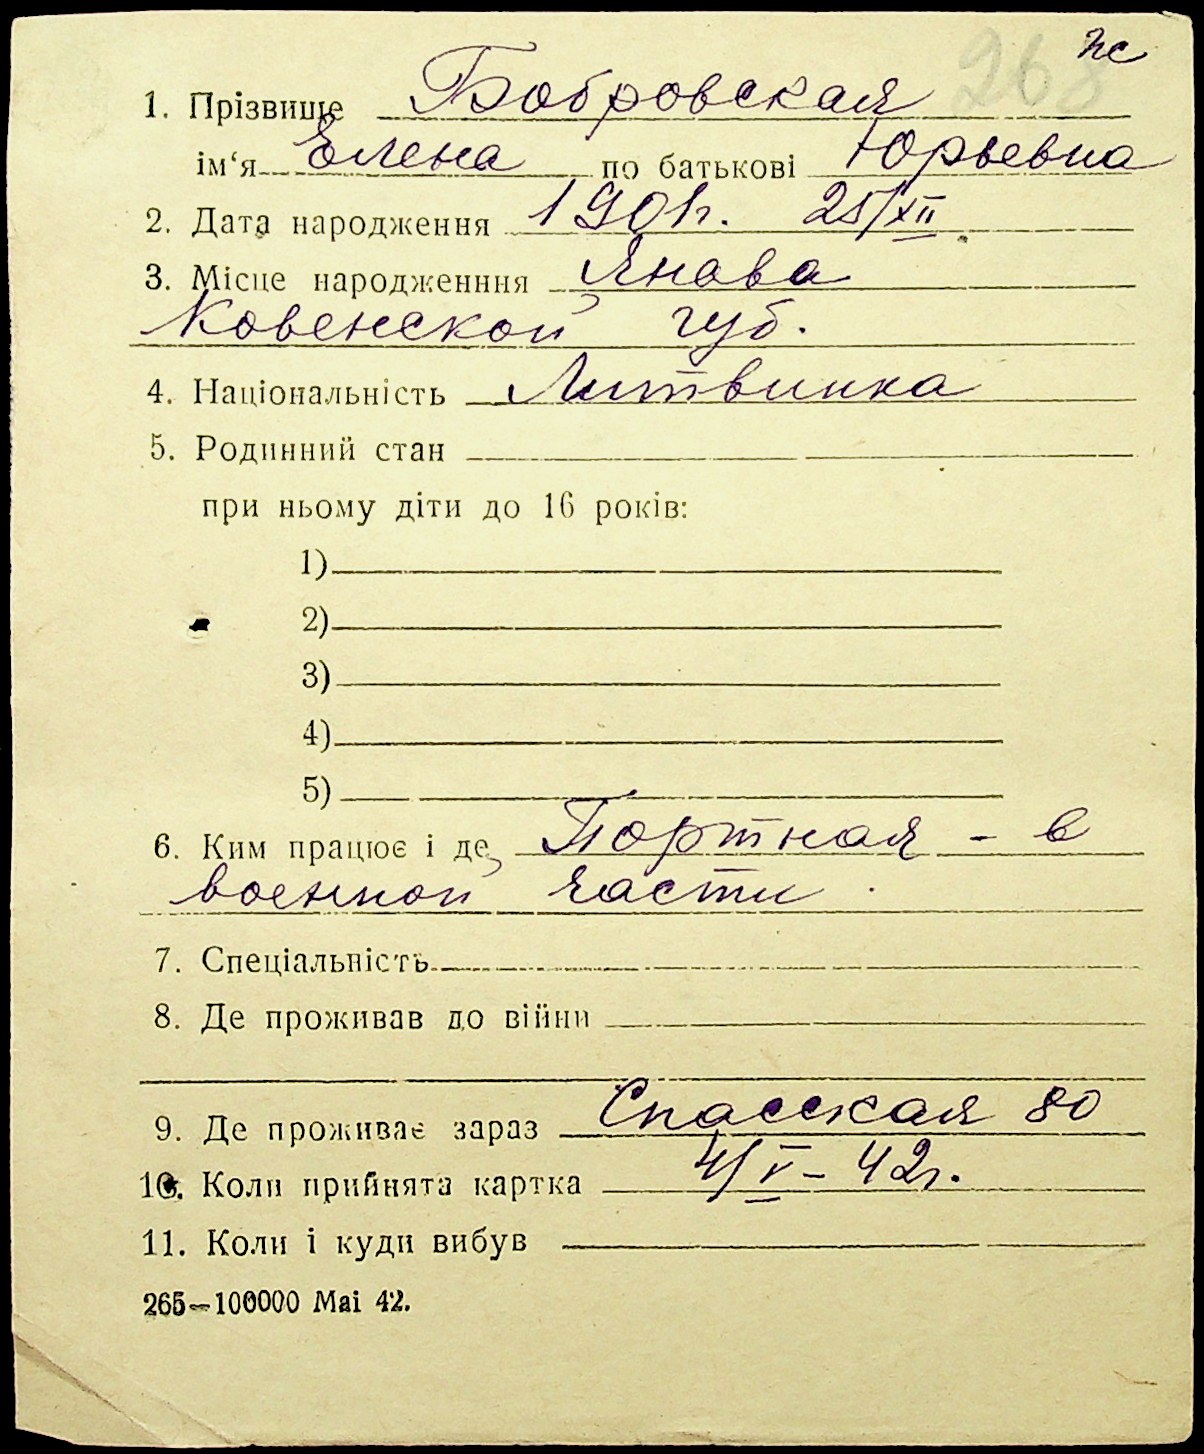 268 пс
1. Прізвище Бобровская
ім‘я Елена по батькові Юрьевна
2. Дата народження 1901г. 25/XII
3. Місце народженння Янова
Ковенской губ.
4. Національність Литвинка
5. Родинний стан
при ньому діти до 16 років:
1)
2)
3)
4)
5)
6. Ким працює і де Портная - в
военной части.
7. Спеціальність
8. Де проживав до війни
9. Де проживає зараз Спасская 80
10. Коли прийнята картка 4/V - 42г.
11. Коли і куди вибув
265—100000 Mai 42.